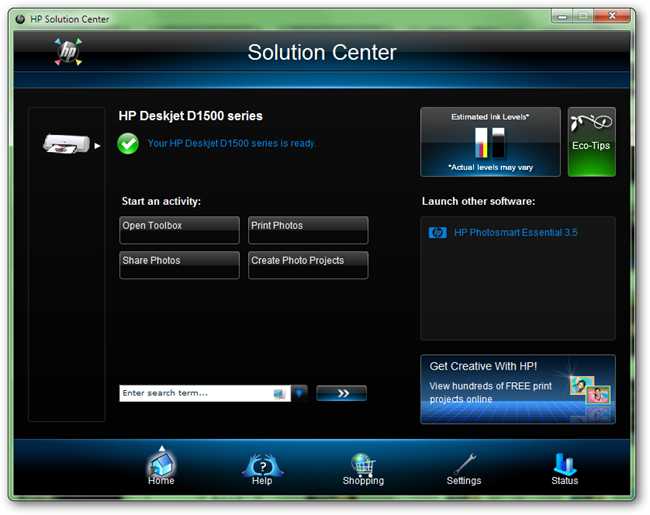 HP Solution Center
hp
Solution Center
HP Deskjet D1500 series
Your HP Deskjet D1500 series is ready.
Estimated Ink Levels*
*Actual levels may vary
Eco-Tips
Start an activity:
Open Toolbox
Print Photos
Share Photos
Create Photo Projects
Launch other software:
hp
HP Photosmart Essential 3.5
Enter search term...
Get Creative With HP!
View hundreds of FREE print
projects online
Home
Help
Shopping
Settings
Status